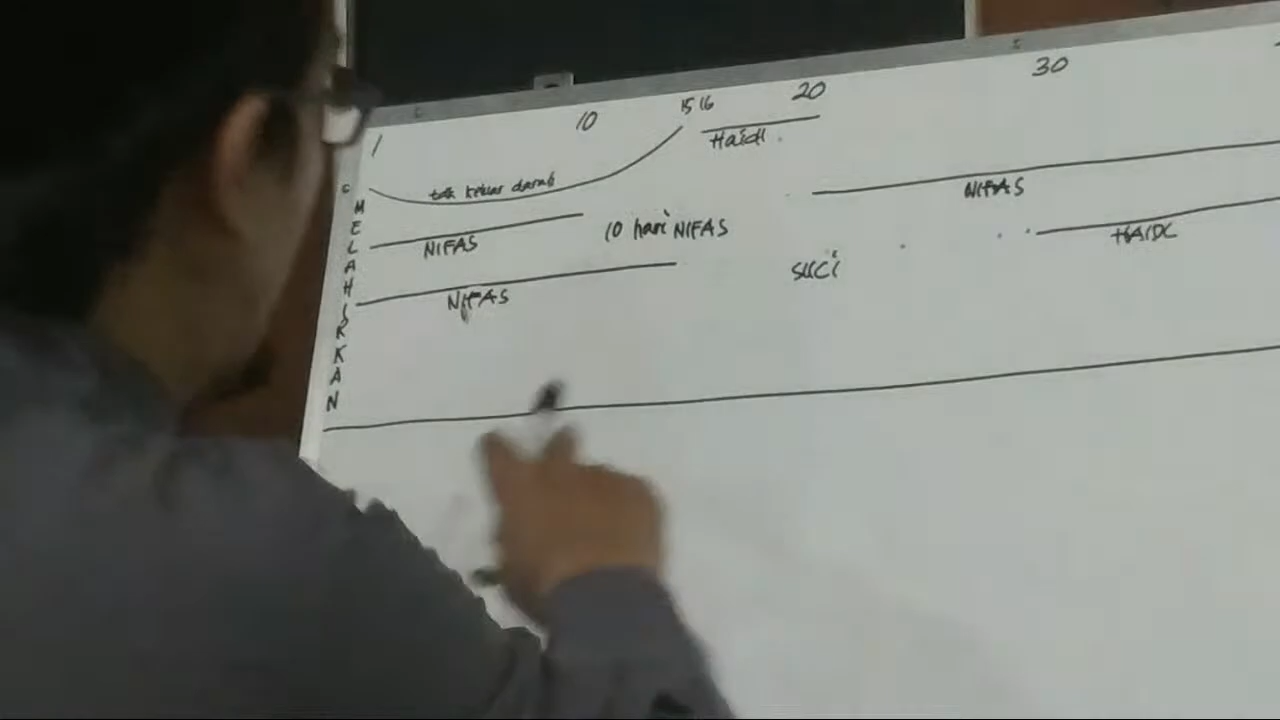 1 10 15 16 20 30
Haidl
tak keluar darah
NIFAS
NIFAS 10 hari NIFAS
HAIDL
SUCi
NIFAS
MELAHIRKAN